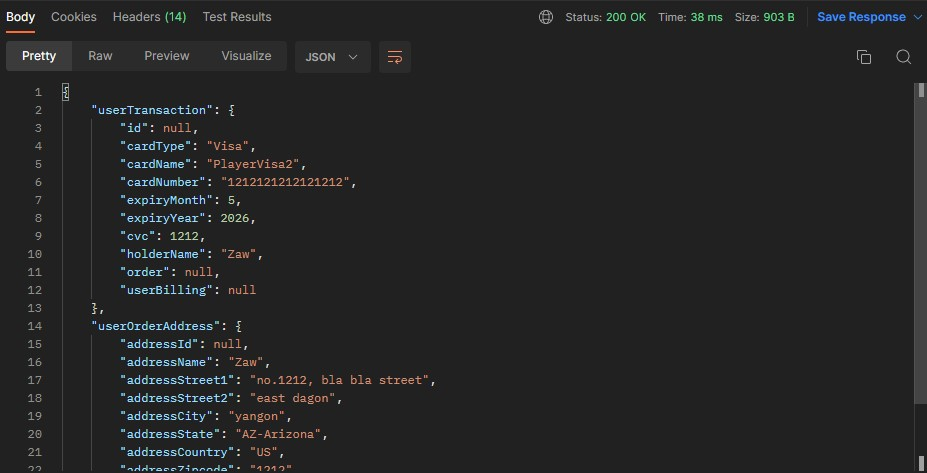 Body Cookies Headers (14) Test Results Status: 200 OK Time: 38 ms Size: 903 B Save Response
Pretty Raw Preview Visualize JSON
1 {
2 "userTransaction": {
3 "id": null,
4 "cardType": "Visa",
5 "cardName": "PlayerVisa2",
6 "cardNumber": "1212121212121212",
7 "expiryMonth": 5,
8 "expiryYear": 2026,
9 "cvc": 1212,
10 "holderName": "Zaw",
11 "order": null,
12 "userBilling": null
13 },
14 "userOrderAddress": {
15 "addressId": null,
16 "addressName": "Zaw",
17 "addressStreet1": "no.1212, bla bla street",
18 "addressStreet2": "east dagon",
19 "addressCity": "yangon",
20 "addressState": "AZ-Arizona",
21 "addressCountry": "US",
22 "addressZipcode": "1212"